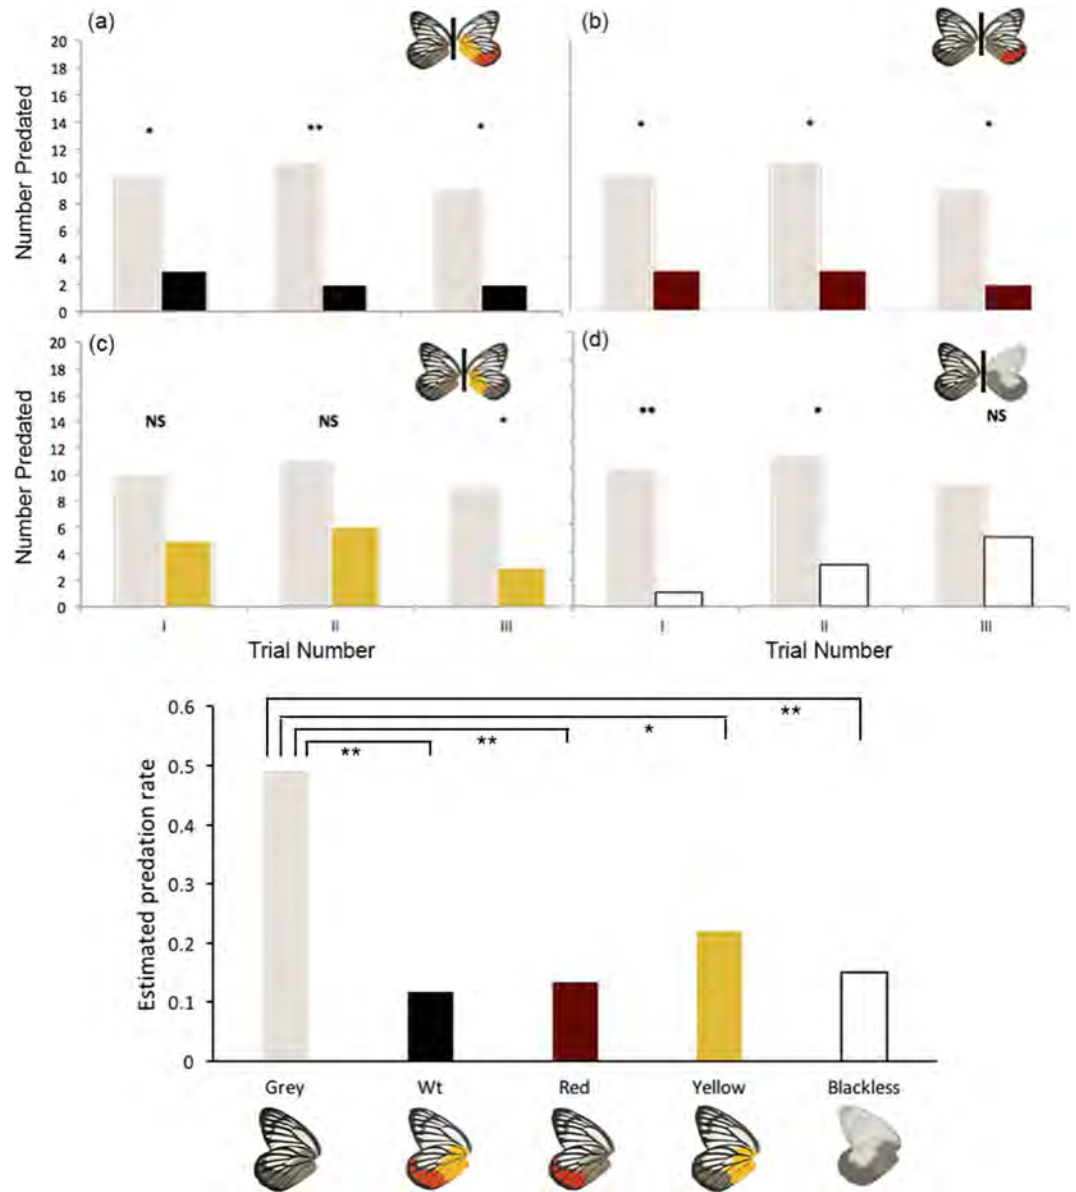 (a)
(b)
Number Predated
20
18
16
14
12
10
8
6
4
2
0
* ** *
* * *
(c)
(d)
Number Predated
20
18
16
14
12
10
8
6
4
2
0
NS NS *
** * NS
I II III
I II III
Trial Number
Trial Number
Estimated predation rate
0.6
0.5
0.4
0.3
0.2
0.1
0
**
*
**
**
Grey Wt Red Yellow Blackless